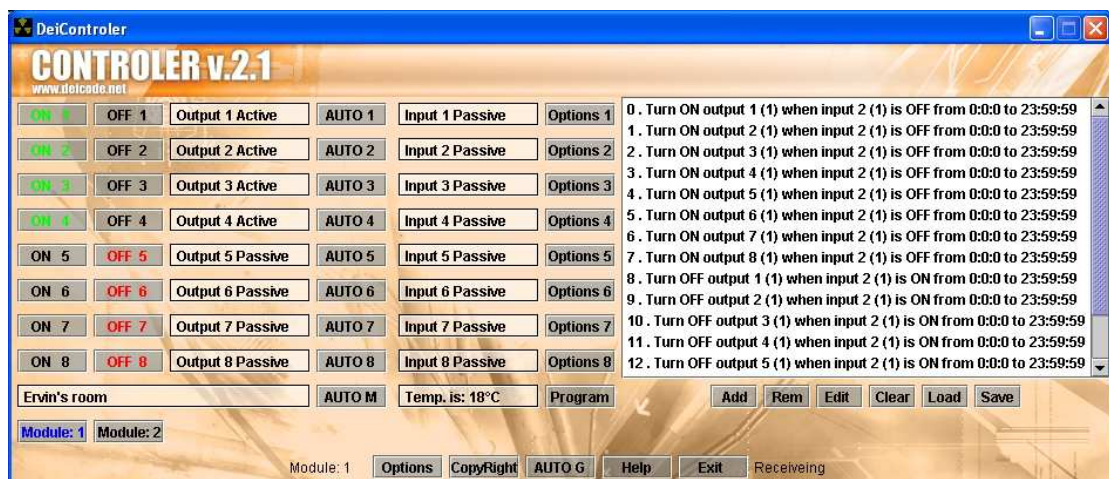 DeiControler
CONTROLER v.2.1
www.deicode.net
ON 1 OFF 1 Output 1 Active AUTO 1 Input 1 Passive Options 1
ON 2 OFF 2 Output 2 Active AUTO 2 Input 2 Passive Options 2
ON 3 OFF 3 Output 3 Active AUTO 3 Input 3 Passive Options 3
ON 4 OFF 4 Output 4 Active AUTO 4 Input 4 Passive Options 4
ON 5 OFF 5 Output 5 Passive AUTO 5 Input 5 Passive Options 5
ON 6 OFF 6 Output 6 Passive AUTO 6 Input 6 Passive Options 6
ON 7 OFF 7 Output 7 Passive AUTO 7 Input 7 Passive Options 7
ON 8 OFF 8 Output 8 Passive AUTO 8 Input 8 Passive Options 8
Ervin's room AUTO M Temp. is: 18°C Program
0 . Turn ON output 1 (1) when input 2 (1) is OFF from 0:0:0 to 23:59:59
1 . Turn ON output 2 (1) when input 2 (1) is OFF from 0:0:0 to 23:59:59
2 . Turn ON output 3 (1) when input 2 (1) is OFF from 0:0:0 to 23:59:59
3 . Turn ON output 4 (1) when input 2 (1) is OFF from 0:0:0 to 23:59:59
4 . Turn ON output 5 (1) when input 2 (1) is OFF from 0:0:0 to 23:59:59
5 . Turn ON output 6 (1) when input 2 (1) is OFF from 0:0:0 to 23:59:59
6 . Turn ON output 7 (1) when input 2 (1) is OFF from 0:0:0 to 23:59:59
7 . Turn ON output 8 (1) when input 2 (1) is OFF from 0:0:0 to 23:59:59
8 . Turn OFF output 1 (1) when input 2 (1) is ON from 0:0:0 to 23:59:59
9 . Turn OFF output 2 (1) when input 2 (1) is ON from 0:0:0 to 23:59:59
10 . Turn OFF output 3 (1) when input 2 (1) is ON from 0:0:0 to 23:59:59
11 . Turn OFF output 4 (1) when input 2 (1) is ON from 0:0:0 to 23:59:59
12 . Turn OFF output 5 (1) when input 2 (1) is ON from 0:0:0 to 23:59:59
Add Rem Edit Clear Load Save
Module: 1 Module: 2
Module: 1 Options CopyRight AUTO G Help Exit Receiveing